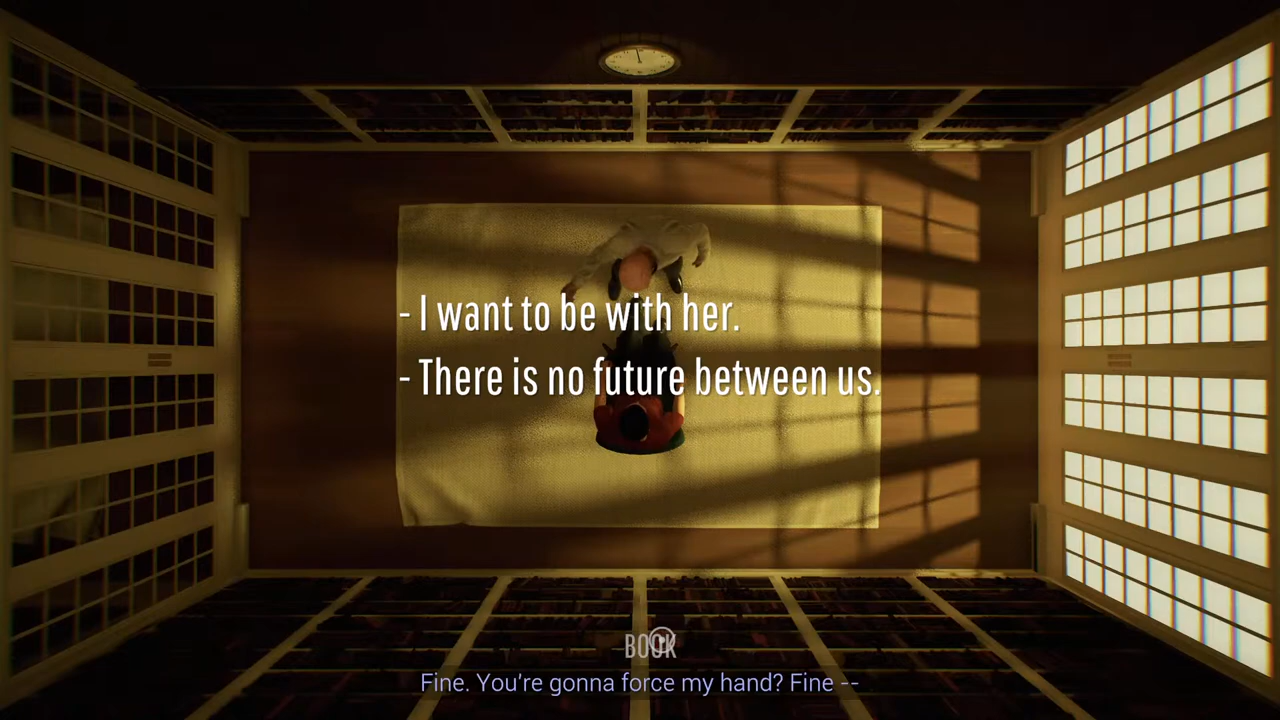 - I want to be with her.
- There is no future between us.
BOOK
Fine. You're gonna force my hand? Fine --